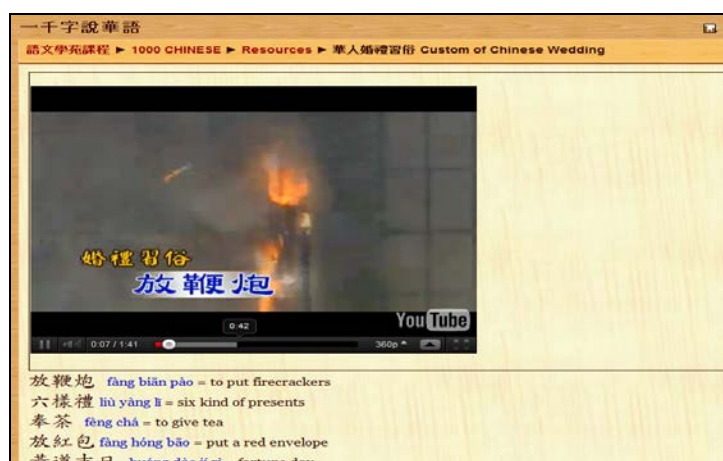 一千字說華語
語文學苑課程 ► 1000 CHINESE ► Resources ► 華人婚禮習俗 Custom of Chinese Wedding
婚禮習俗
放鞭炮
YouTube
0:42
0:07 / 1:41
360p
放鞭炮 fàng biān pào = to put firecrackers
六樣禮 liù yàng lǐ = six kind of presents
奉茶 fèng chá = to give tea
放紅包 fàng hóng bāo = put a red envelope